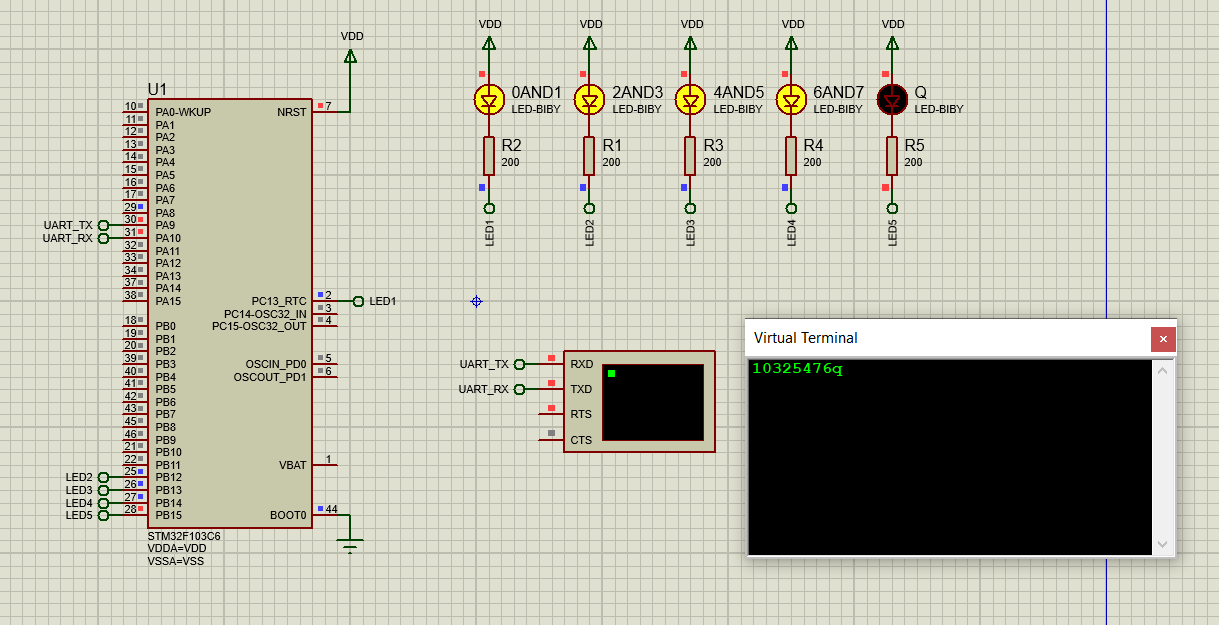 VDD VDD VDD VDD VDD
VDD
U1
0AND1 2AND3 4AND5 6AND7 Q
LED-BIBY LED-BIBY LED-BIBY LED-BIBY LED-BIBY
10 PA0-WKUP NRST 7
11 PA1
12 PA2
13 PA3
14 PA4
15 PA5
16 PA6
17 PA7
29 PA8
UART_TX 30 PA9
UART_RX 31 PA10
32 PA11
33 PA12
34 PA13
37 PA14
38 PA15 PC13_RTC 2 LED1
PC14-OSC32_IN 3
18 PB0 PC15-OSC32_OUT 4
19 PB1
20 PB2
39 PB3 OSCIN_PD0 5
40 PB4 OSCOUT_PD1 6
41 PB5
42 PB6
43 PB7
45 PB8
46 PB9
21 PB10
22 PB11 VBAT 1
LED2 25 PB12
LED3 26 PB13
LED4 27 PB14
LED5 28 PB15 BOOT0 44
STM32F103C6
VDDA=VDD
VSSA=VSS
R2 R1 R3 R4 R5
200 200 200 200 200
LED1 LED2 LED3 LED4 LED5
UART_TX RXD
UART_RX TXD
RTS
CTS
Virtual Terminal
10325476q